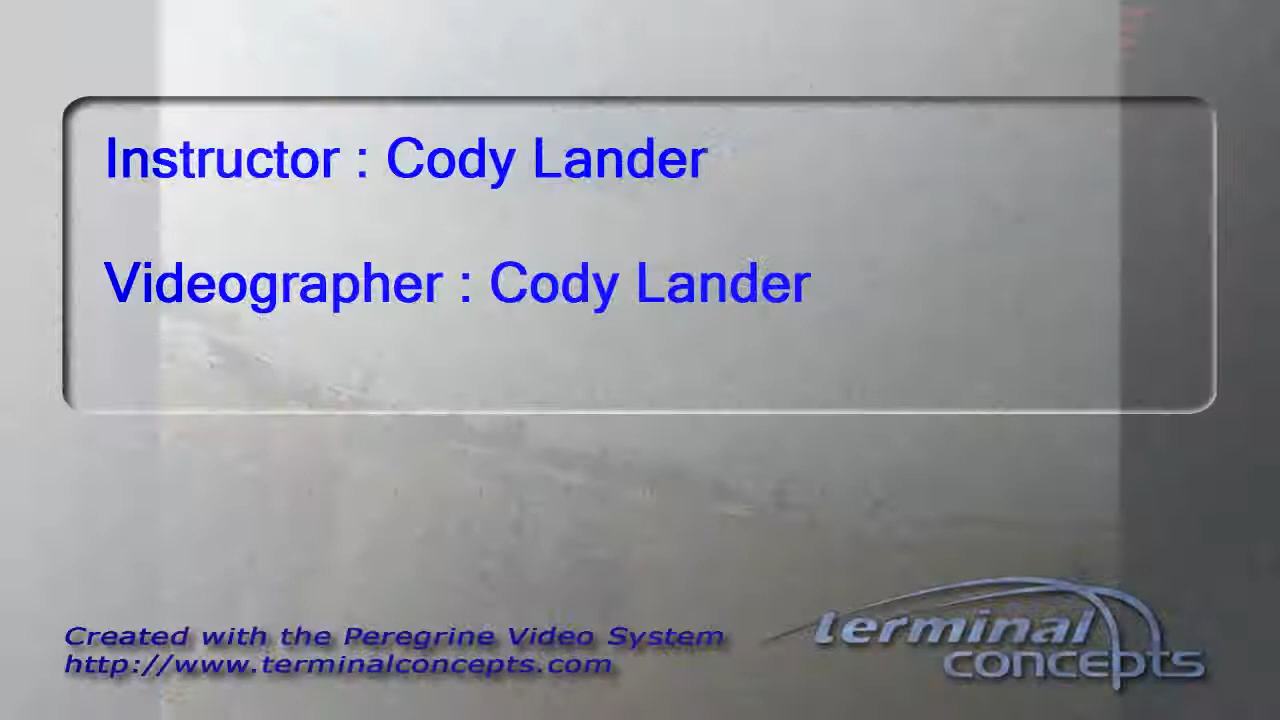 Instructor : Cody Lander
Videographer : Cody Lander
Created with the Peregrine Video System
http://www.terminalconcepts.com
terminal
concepts